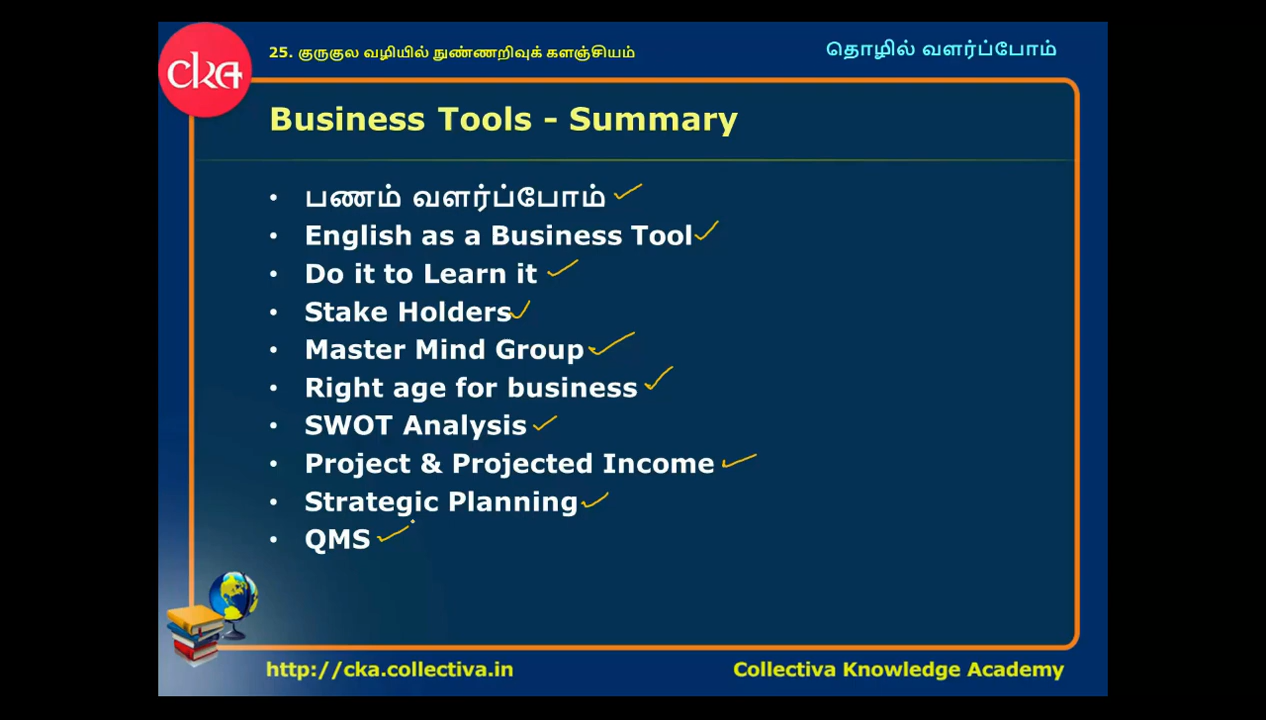 cka
25. குருகுல வழியில் நுண்ணறிவுக் களஞ்சியம்
தொழில் வளர்ப்போம்
Business Tools - Summary
• பணம் வளர்ப்போம்
• English as a Business Tool
• Do it to Learn it
• Stake Holders
• Master Mind Group
• Right age for business
• SWOT Analysis
• Project & Projected Income
• Strategic Planning
• QMS
http://cka.collectiva.in
Collectiva Knowledge Academy